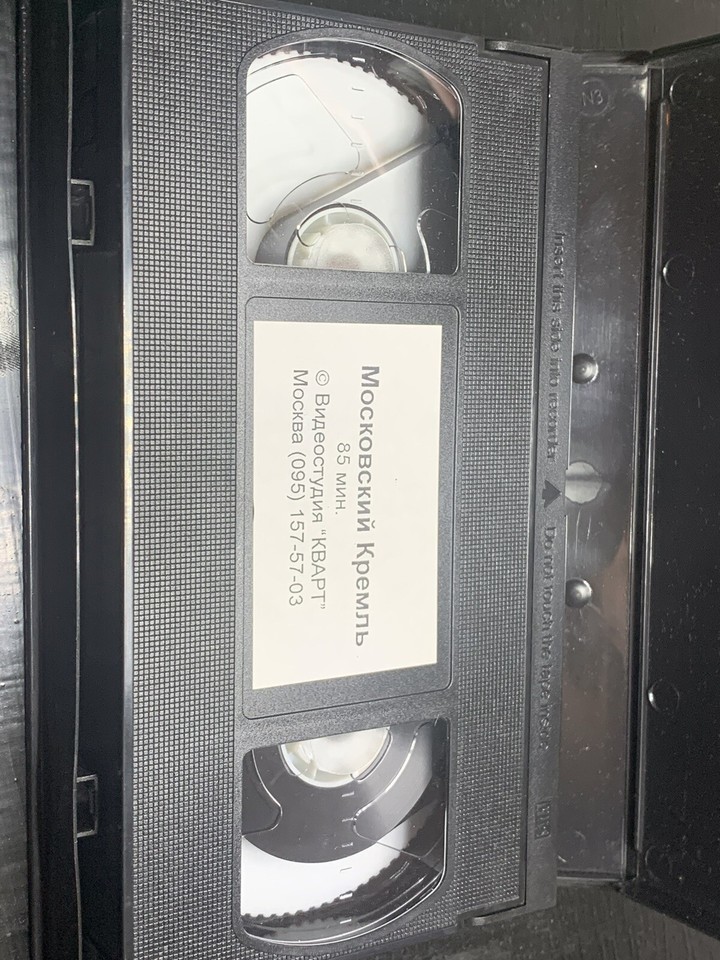 Московский Кремль
85 мин.
© Видеостудия "КВАРТ"
Москва (095) 157-57-03
Insert this side into recorder ▲ Do not touch the tape inside
N3